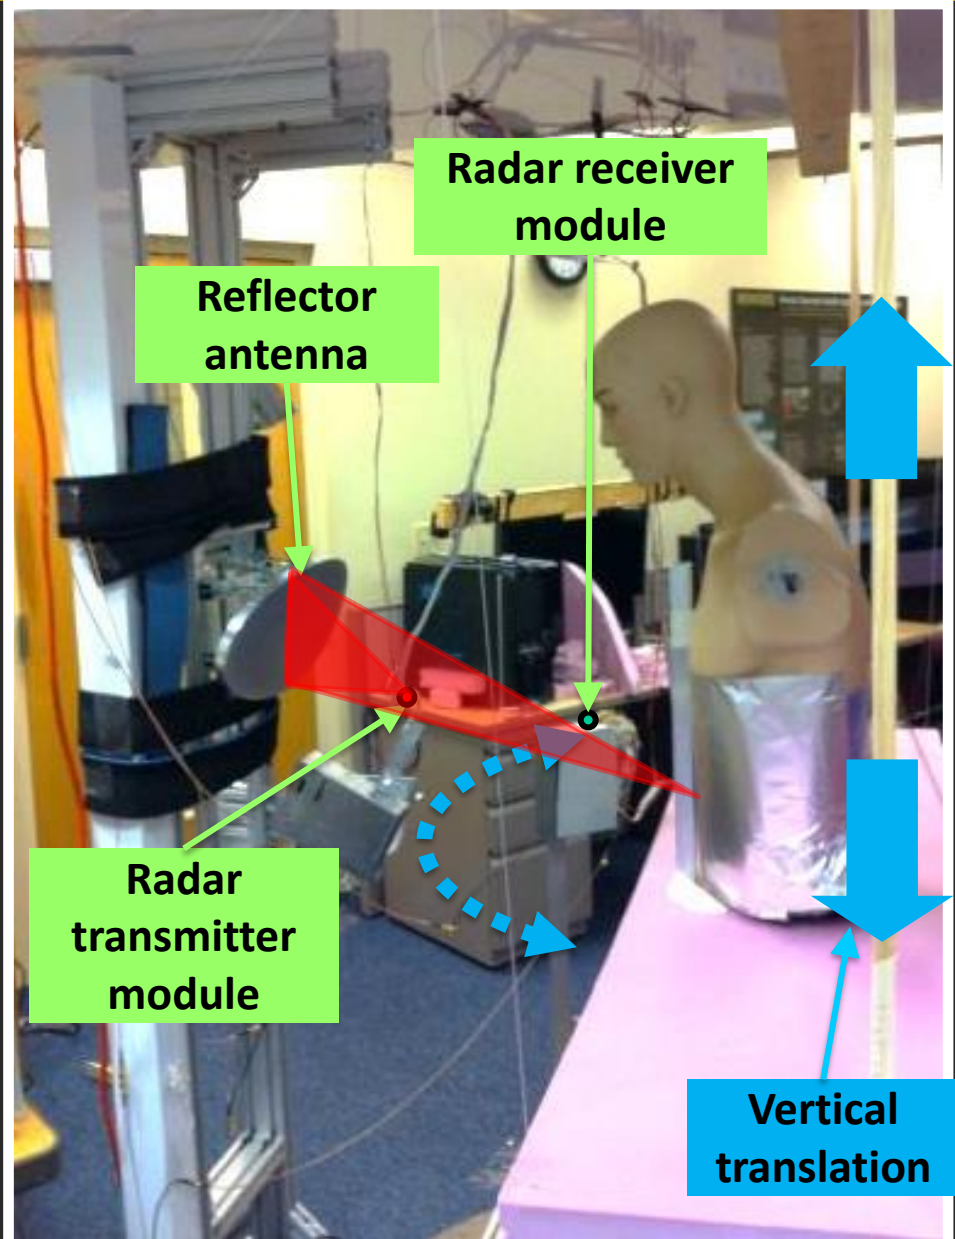 Radar receiver
module
Reflector
antenna
Radar
transmitter
module
Vertical
translation